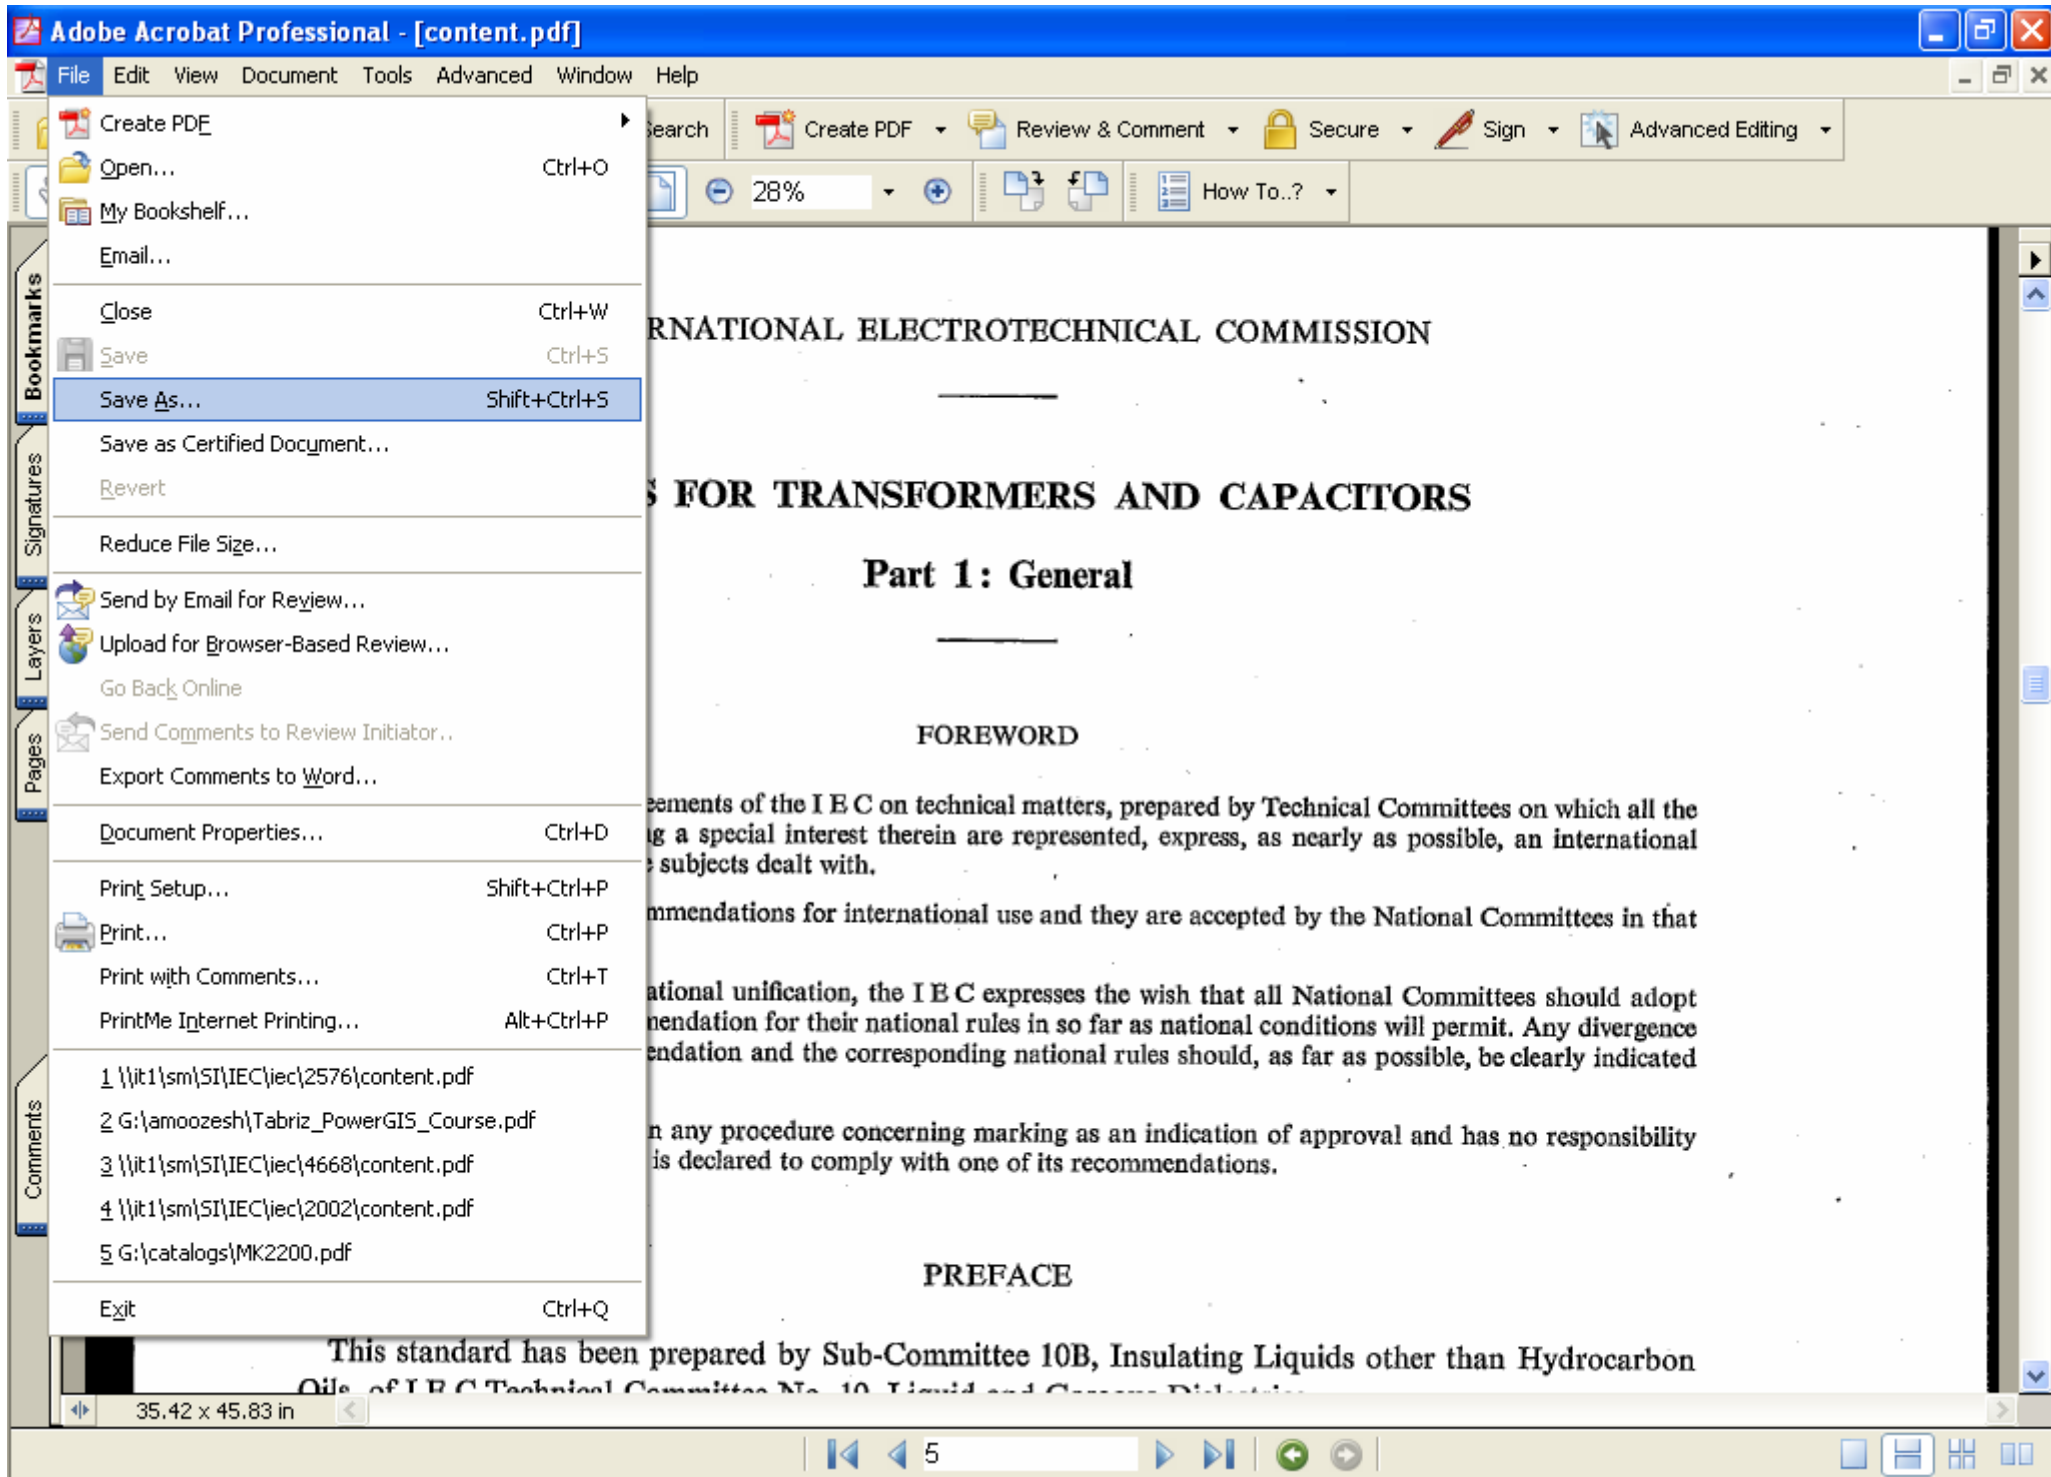 Adobe Acrobat Professional - [content.pdf]
File Edit View Document Tools Advanced Window Help
Search Create PDF Review & Comment Secure Sign Advanced Editing
28% How To..?
Create PDF
Open... Ctrl+O
My Bookshelf...
Email...
Close Ctrl+W
Save Ctrl+S
Save As... Shift+Ctrl+S
Save as Certified Document...
Revert
Reduce File Size...
Send by Email for Review...
Upload for Browser-Based Review...
Go Back Online
Send Comments to Review Initiator..
Export Comments to Word...
Document Properties... Ctrl+D
Print Setup... Shift+Ctrl+P
Print... Ctrl+P
Print with Comments... Ctrl+T
PrintMe Internet Printing... Alt+Ctrl+P
1 \\it1\sm\SI\IEC\iec\2576\content.pdf
2 G:\amoozesh\Tabriz_PowerGIS_Course.pdf
3 \\it1\sm\SI\IEC\iec\4668\content.pdf
4 \\it1\sm\SI\IEC\iec\2002\content.pdf
5 G:\catalogs\MK2200.pdf
Exit Ctrl+Q
Bookmarks
Signatures
Layers
Pages
Comments
RNATIONAL ELECTROTECHNICAL COMMISSION
S FOR TRANSFORMERS AND CAPACITORS
Part 1: General
FOREWORD
eements of the I E C on technical matters, prepared by Technical Committees on which all the
g a special interest therein are represented, express, as nearly as possible, an international
subjects dealt with.
mmendations for international use and they are accepted by the National Committees in that
ational unification, the I E C expresses the wish that all National Committees should adopt
nendation for their national rules in so far as national conditions will permit. Any divergence
endation and the corresponding national rules should, as far as possible, be clearly indicated
n any procedure concerning marking as an indication of approval and has no responsibility
is declared to comply with one of its recommendations.
PREFACE
This standard has been prepared by Sub-Committee 10B, Insulating Liquids other than Hydrocarbon
Oils, of I E C Technical Committee No. 10, Liquid and Gaseous Dielectrics
35.42 x 45.83 in
5